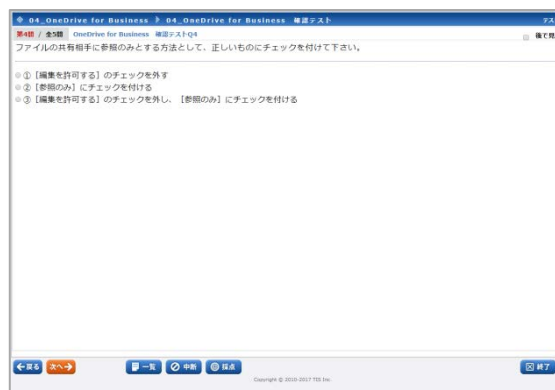 04_OneDrive for Business 04_OneDrive for Business 確認テスト テス
第4問 / 全5問 OneDrive for Business 確認テストQ4 後で見
ファイルの共有相手に参照のみとする方法として、正しいものにチェックを付けて下さい。
① [編集を許可する] のチェックを外す
② [参照のみ] にチェックを付ける
③ [編集を許可する] のチェックを外し、 [参照のみ] にチェックを付ける
戻る 次へ 一覧 中断 採点 終了
Copyright © 2010-2017 TIS Inc.